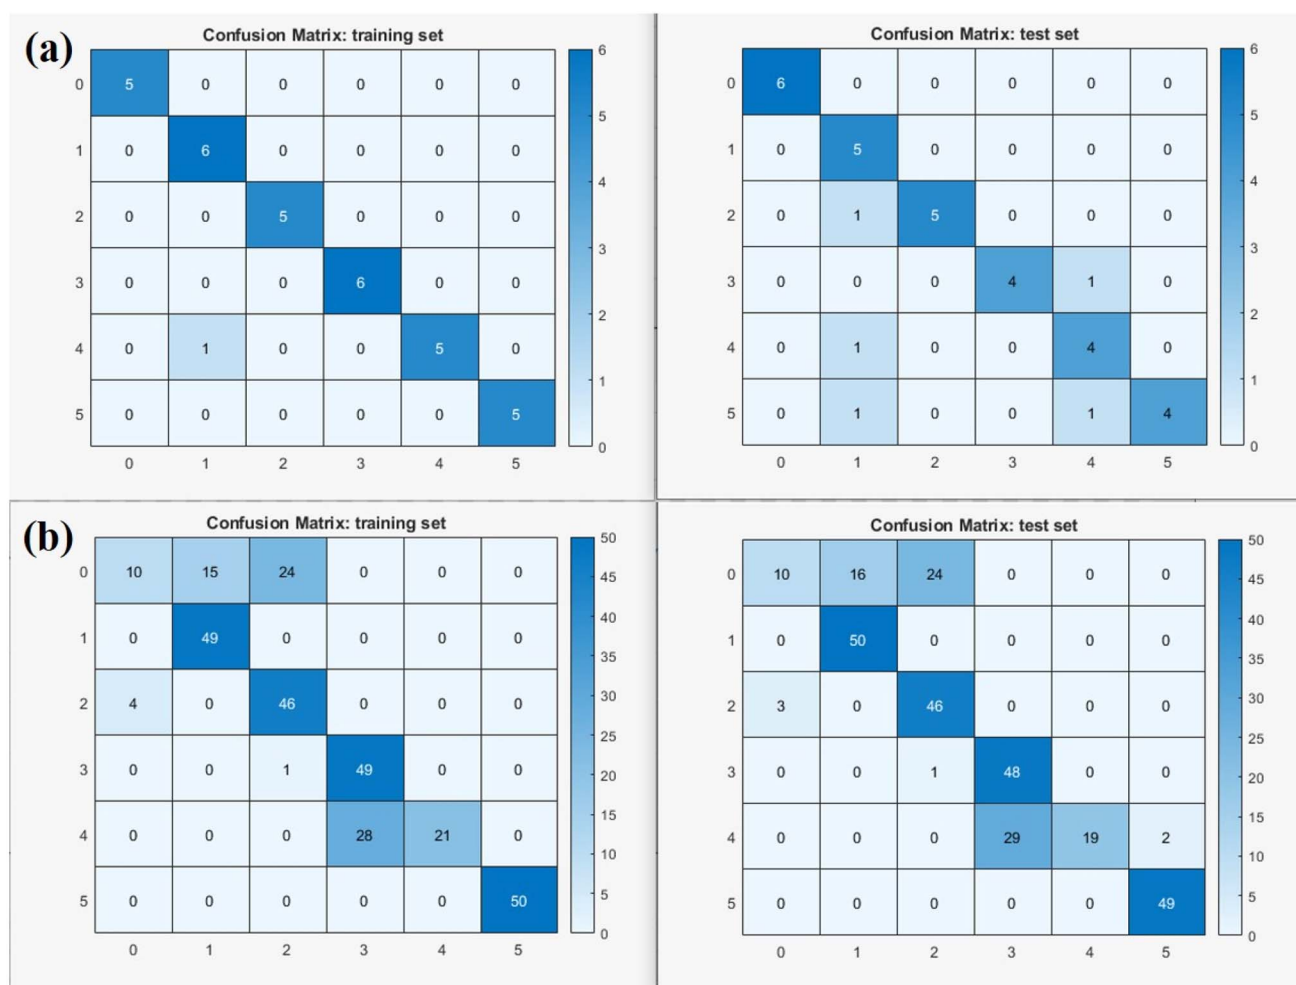 (a)
Confusion Matrix: training set
0 5 0 0 0 0 0
1 0 6 0 0 0 0
2 0 0 5 0 0 0
3 0 0 0 6 0 0
4 0 1 0 0 5 0
5 0 0 0 0 0 5
0 1 2 3 4 5
6
5
4
3
2
1
0
Confusion Matrix: test set
0 6 0 0 0 0 0
1 0 5 0 0 0 0
2 0 1 5 0 0 0
3 0 0 0 4 1 0
4 0 1 0 0 4 0
5 0 1 0 0 1 4
0 1 2 3 4 5
6
5
4
3
2
1
0
(b)
Confusion Matrix: training set
0 10 15 24 0 0 0
1 0 49 0 0 0 0
2 4 0 46 0 0 0
3 0 0 1 49 0 0
4 0 0 0 28 21 0
5 0 0 0 0 0 50
0 1 2 3 4 5
50
45
40
35
30
25
20
15
10
5
0
Confusion Matrix: test set
0 10 16 24 0 0 0
1 0 50 0 0 0 0
2 3 0 46 0 0 0
3 0 0 1 48 0 0
4 0 0 0 29 19 2
5 0 0 0 0 0 49
0 1 2 3 4 5
50
45
40
35
30
25
20
15
10
5
0